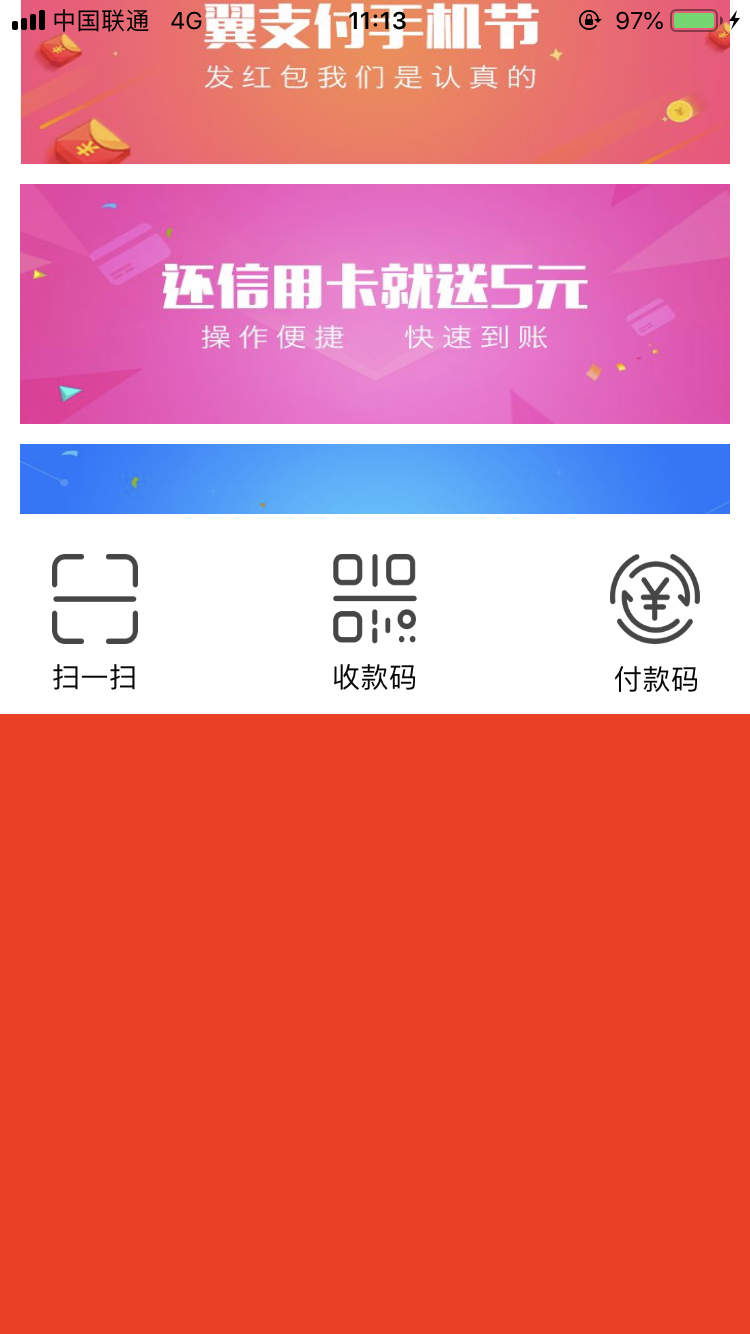 中国联通 4G 11:13 97%
翼支付手机节
发红包我们是认真的
还信用卡就送5元
操作便捷 快速到账
扫一扫 收款码 付款码